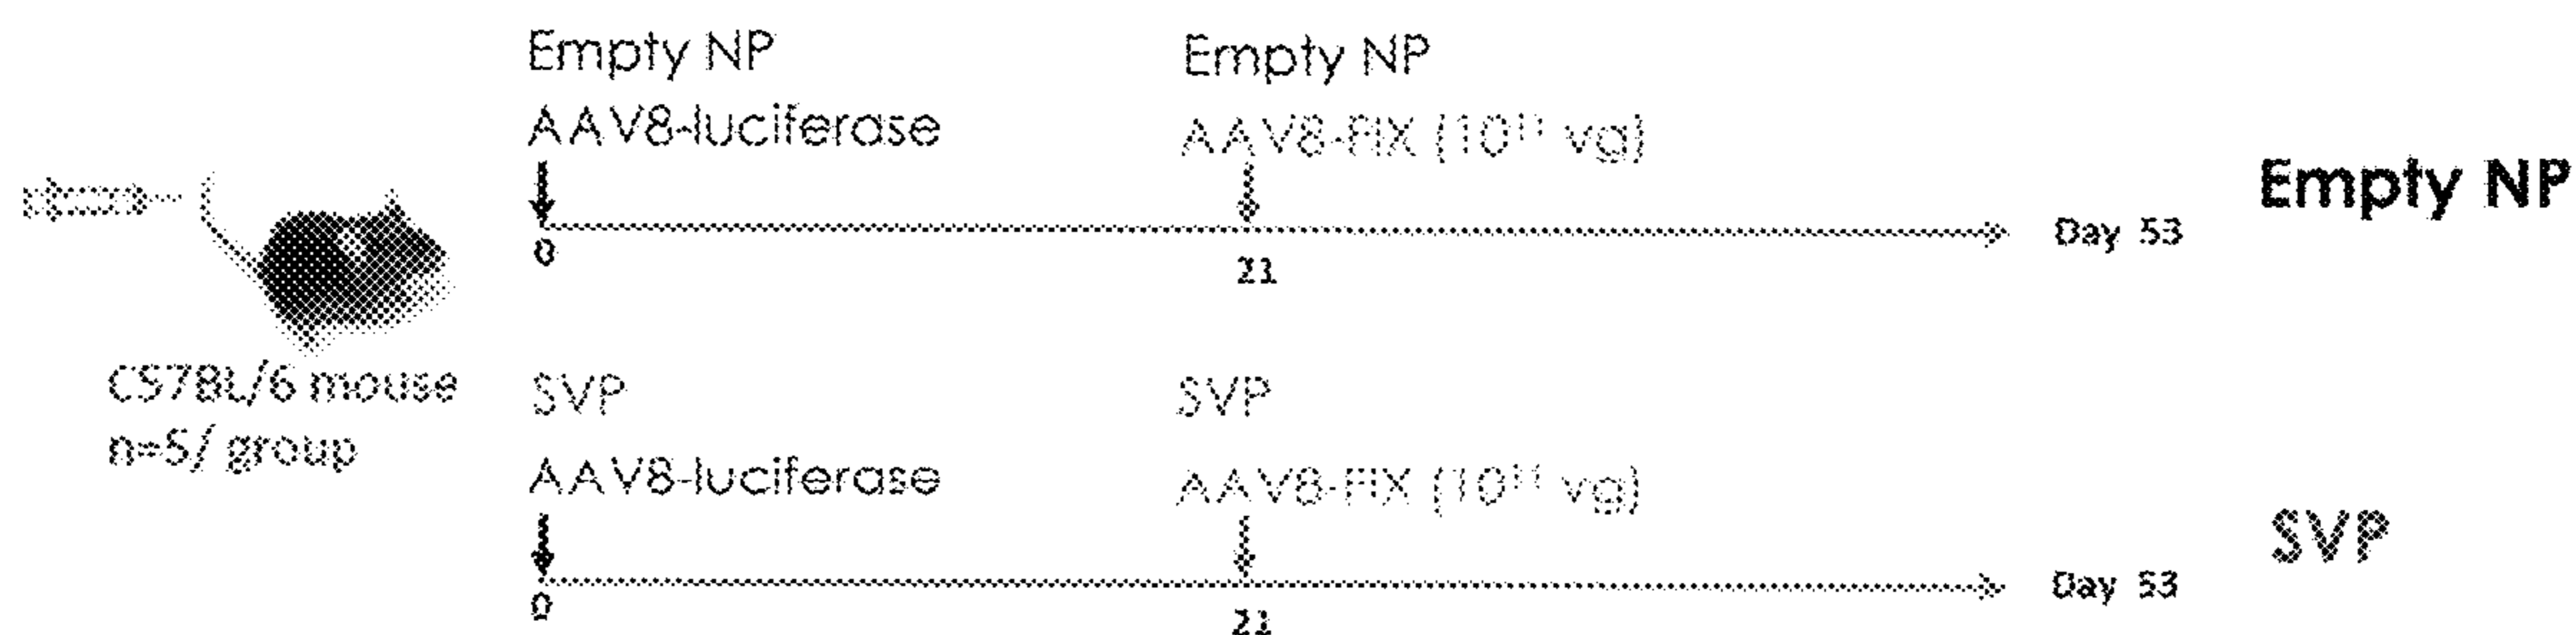 Empty NP
AAV8-luciferase
Empty NP
AAV8-FIX (10¹¹ vg)
Empty NP
0
21
Day 53
C57BL/6 mouse
n=5/ group
SVP
AAV8-luciferase
SVP
AAV8-FIX (10¹¹ vg)
SVP
0
21
Day 53